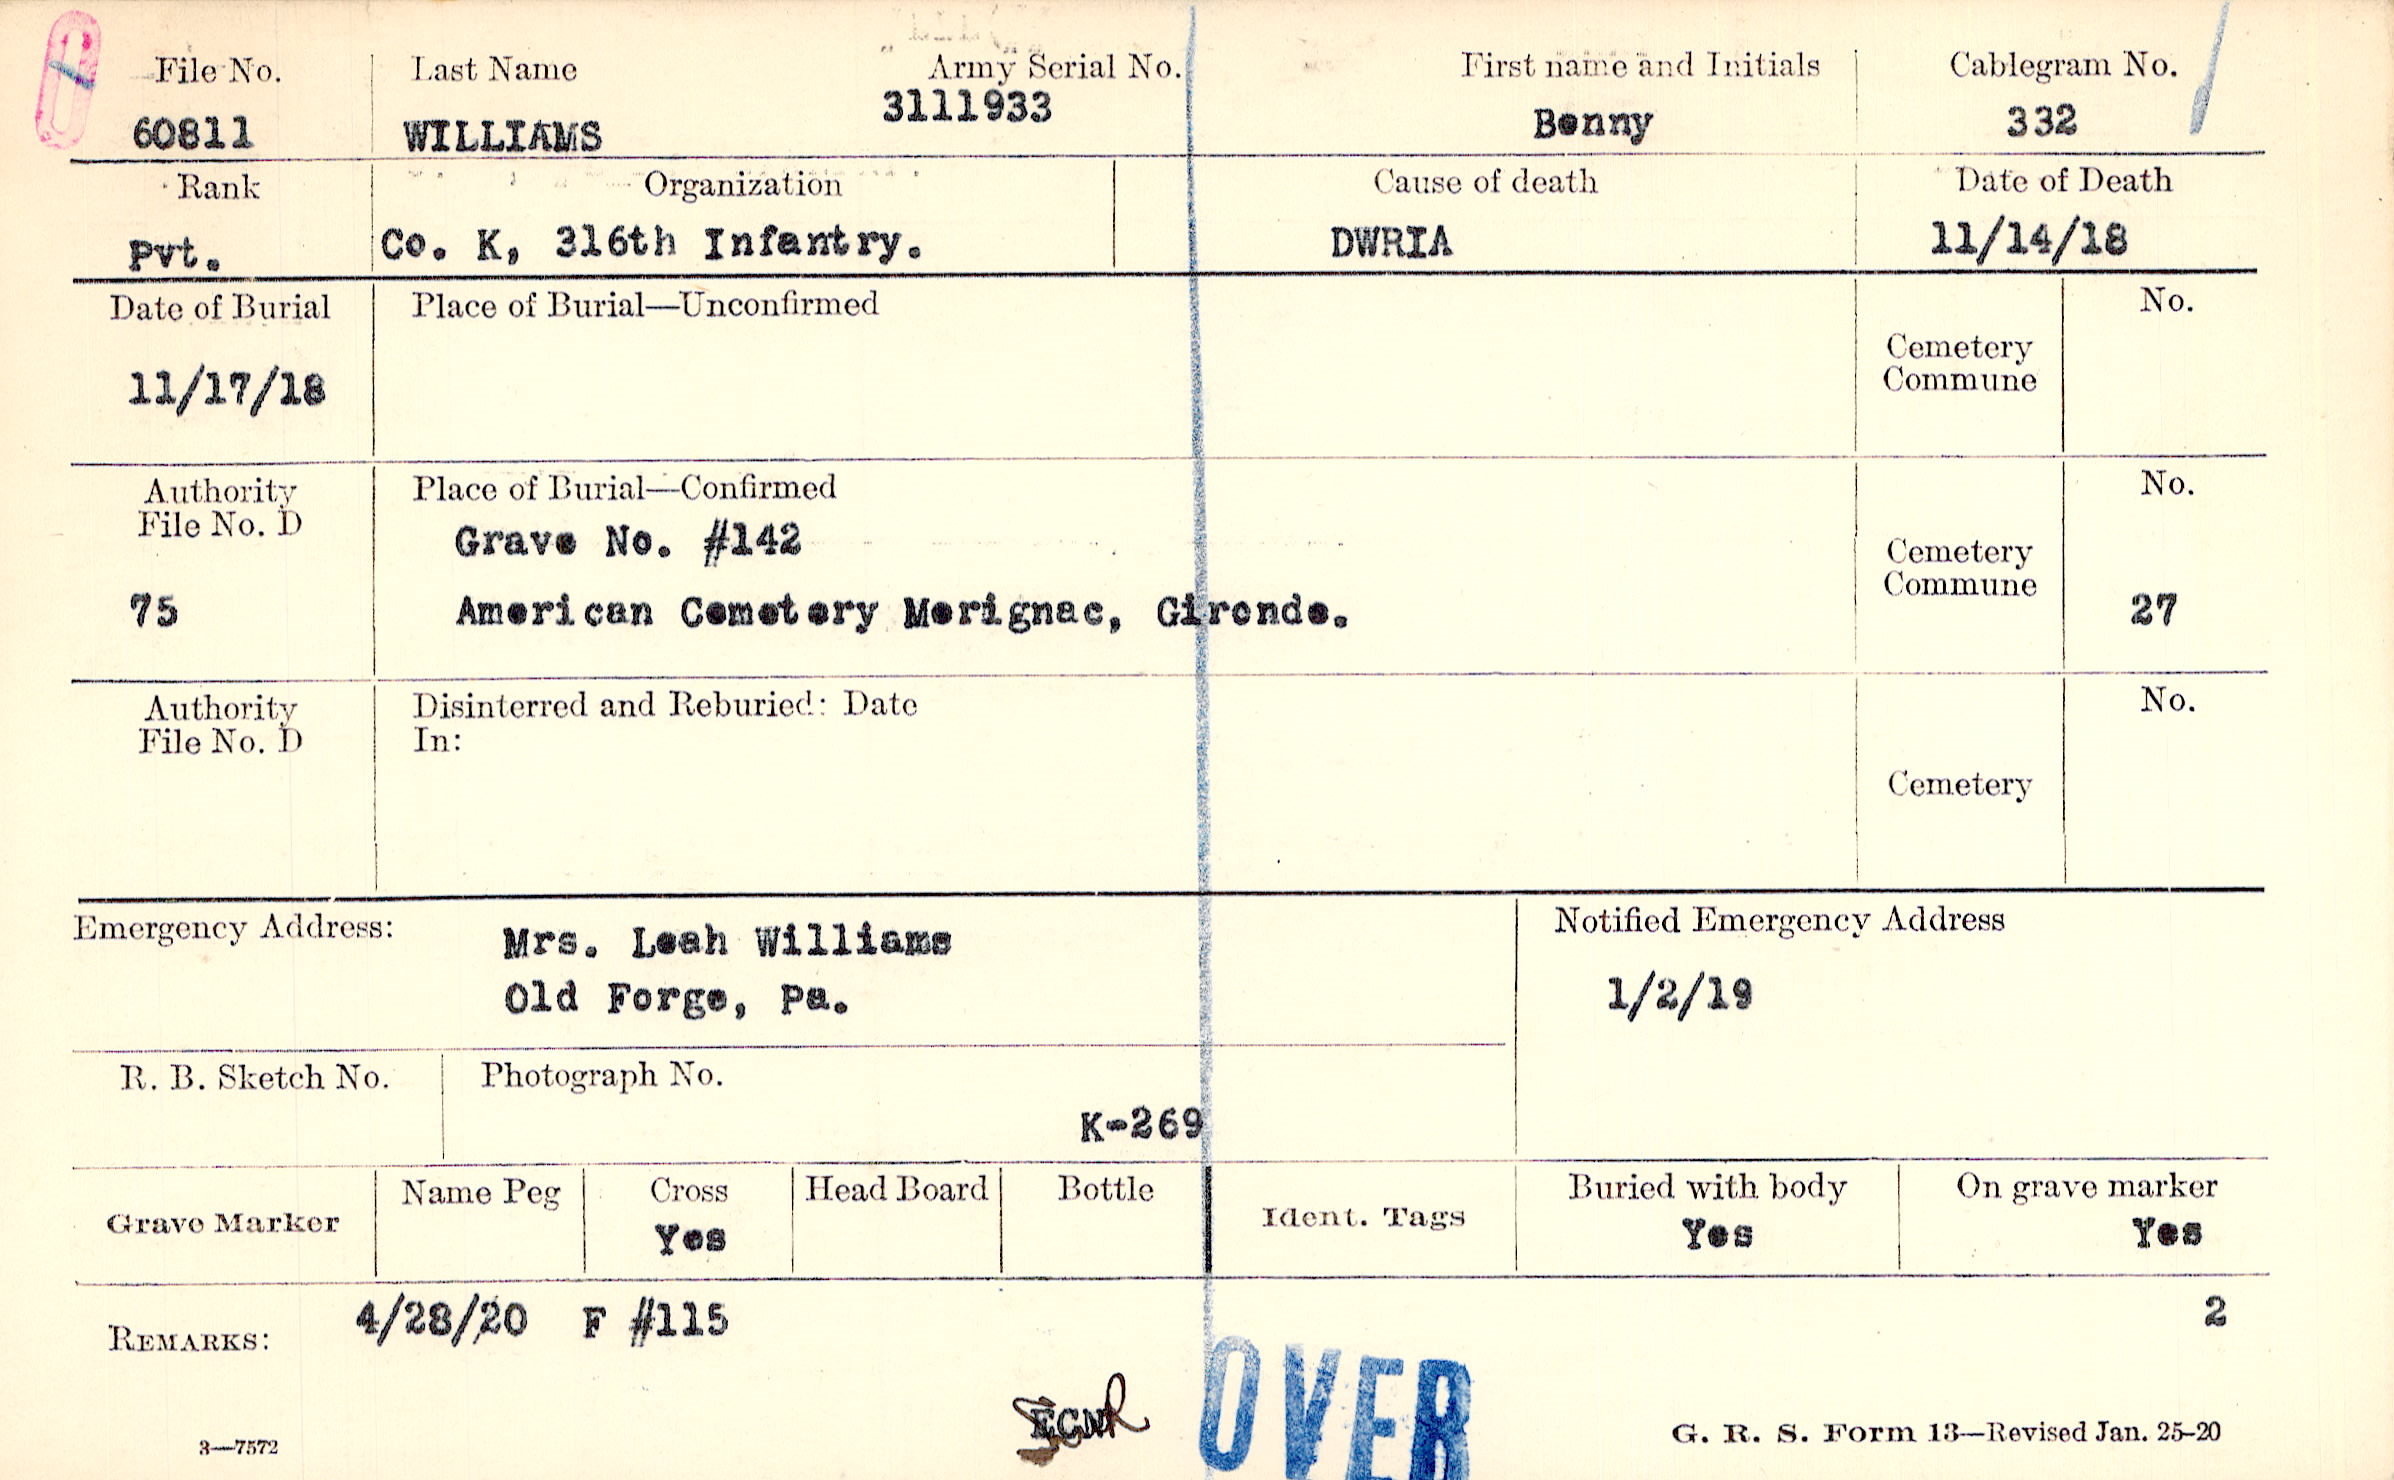 File No. Last Name Army Serial No. First name and Initials Cablegram No.
60811 WILLIAMS 3111933 Benny 332
Rank Organization Cause of death Date of Death
Pvt. Co. K, 316th Infantry. DWRIA 11/14/18
Date of Burial Place of Burial—Unconfirmed No.
Cemetery
Commune
11/17/18
Authority Place of Burial—Confirmed No.
File No. D
Grave No. #142
Cemetery
Commune
75 American Cemetery Merignac, Gironde. 27
Authority Disinterred and Reburied: Date No.
File No. D In:
Cemetery
Emergency Address: Mrs. Leah Williams Notified Emergency Address
Old Forge, Pa. 1/2/19
R. B. Sketch No. Photograph No.
K-269
Name Peg Cross Head Board Bottle Buried with body On grave marker
Grave Marker Yes Ident. Tags Yes Yes
REMARKS: 4/28/20 F #115 2
OVER
3—7572 G. R. S. Form 13—Revised Jan. 25-20